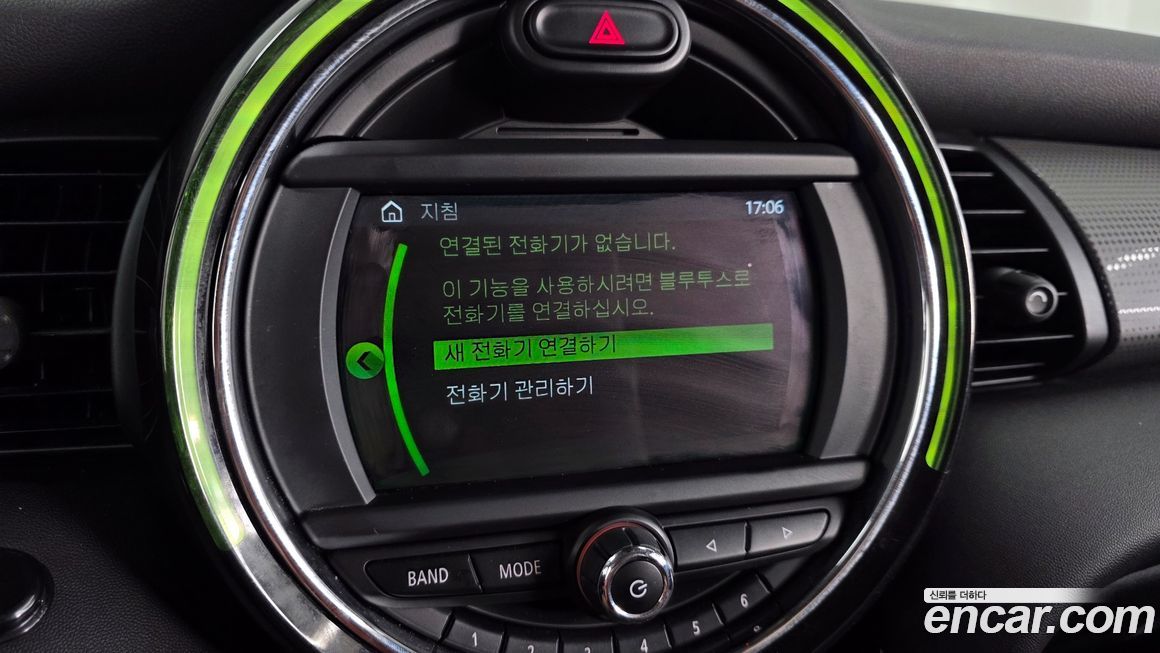 지침 17:06
연결된 전화기가 없습니다.
이 기능을 사용하시려면 블루투스로
전화기를 연결하십시오.
새 전화기 연결하기
전화기 관리하기
BAND MODE
1 2 3 4 5 6
신뢰를 더하다
encar.com